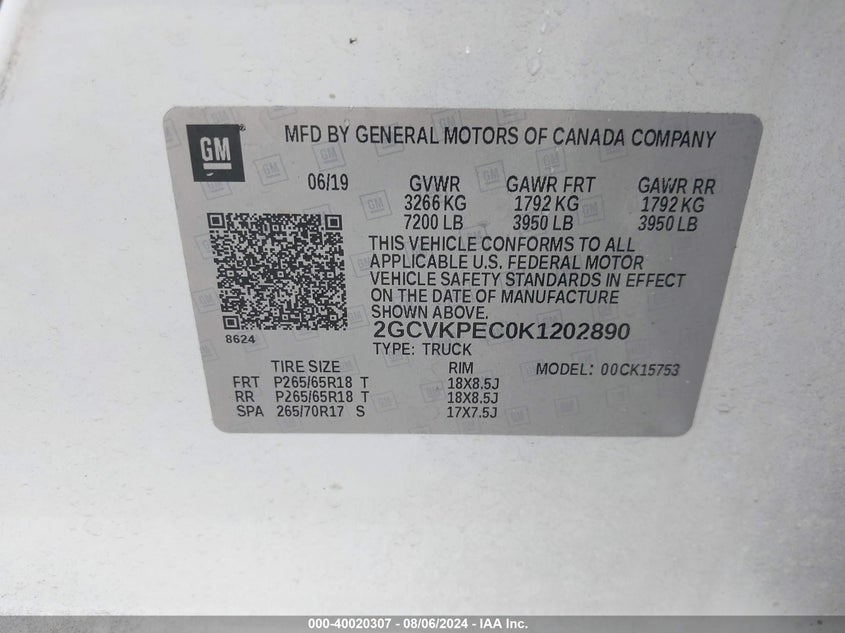 GM
MFD BY GENERAL MOTORS OF CANADA COMPANY
06/19 GVWR GAWR FRT GAWR RR
3266 KG 1792 KG 1792 KG
7200 LB 3950 LB 3950 LB
THIS VEHICLE CONFORMS TO ALL
APPLICABLE U.S. FEDERAL MOTOR
VEHICLE SAFETY STANDARDS IN EFFECT
ON THE DATE OF MANUFACTURE
SHOWN ABOVE.
8624
2GCVKPEC0K1202890
TYPE: TRUCK
TIRE SIZE RIM MODEL: 00CK15753
FRT P265/65R18 T 18X8.5J
RR P265/65R18 T 18X8.5J
SPA 265/70R17 S 17X7.5J
000-40020307 - 08/06/2024 - IAA Inc.